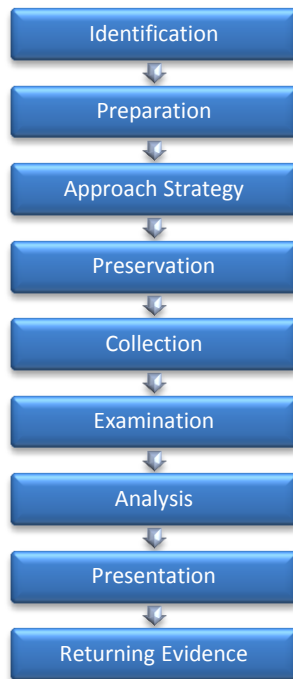 Identification
Preparation
Approach Strategy
Preservation
Collection
Examination
Analysis
Presentation
Returning Evidence